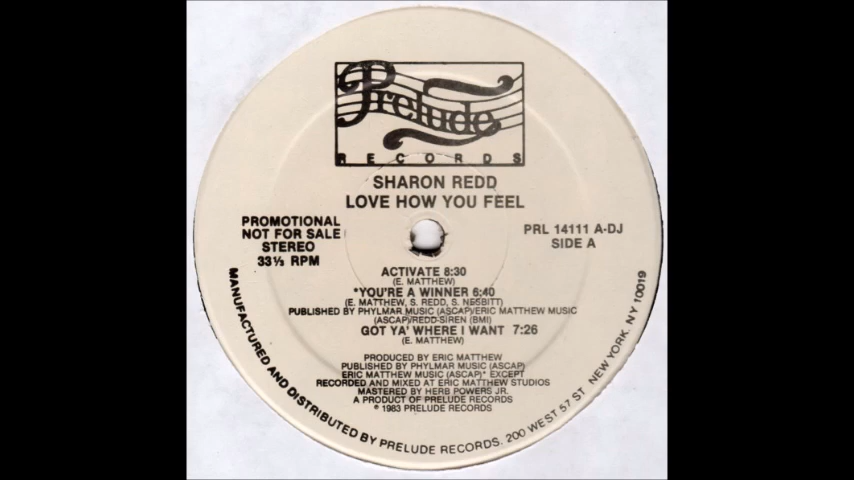 Prelude
RECORDS
SHARON REDD
LOVE HOW YOU FEEL
PROMOTIONAL
NOT FOR SALE
STEREO
33⅓ RPM
PRL 14111 A-DJ
SIDE A
ACTIVATE 8:30
(E. MATTHEW)
*YOU'RE A WINNER 6:40
(E. MATTHEW, S. REDD, S. NESBITT)
PUBLISHED BY PHYLMAR MUSIC (ASCAP)/ERIC MATTHEW MUSIC
(ASCAP)/REDD-SIREN (BMI)
GOT YA' WHERE I WANT 7:26
(E. MATTHEW)
PRODUCED BY ERIC MATTHEW
PUBLISHED BY PHYLMAR MUSIC (ASCAP)
ERIC MATTHEW MUSIC (ASCAP)* EXCEPT
RECORDED AND MIXED AT ERIC MATTHEW STUDIOS
MASTERED BY HERB POWERS JR.
A PRODUCT OF PRELUDE RECORDS
©1983 PRELUDE RECORDS
MANUFACTURED AND DISTRIBUTED BY PRELUDE RECORDS. 200 WEST 57 ST. NEW YORK, NY 10019